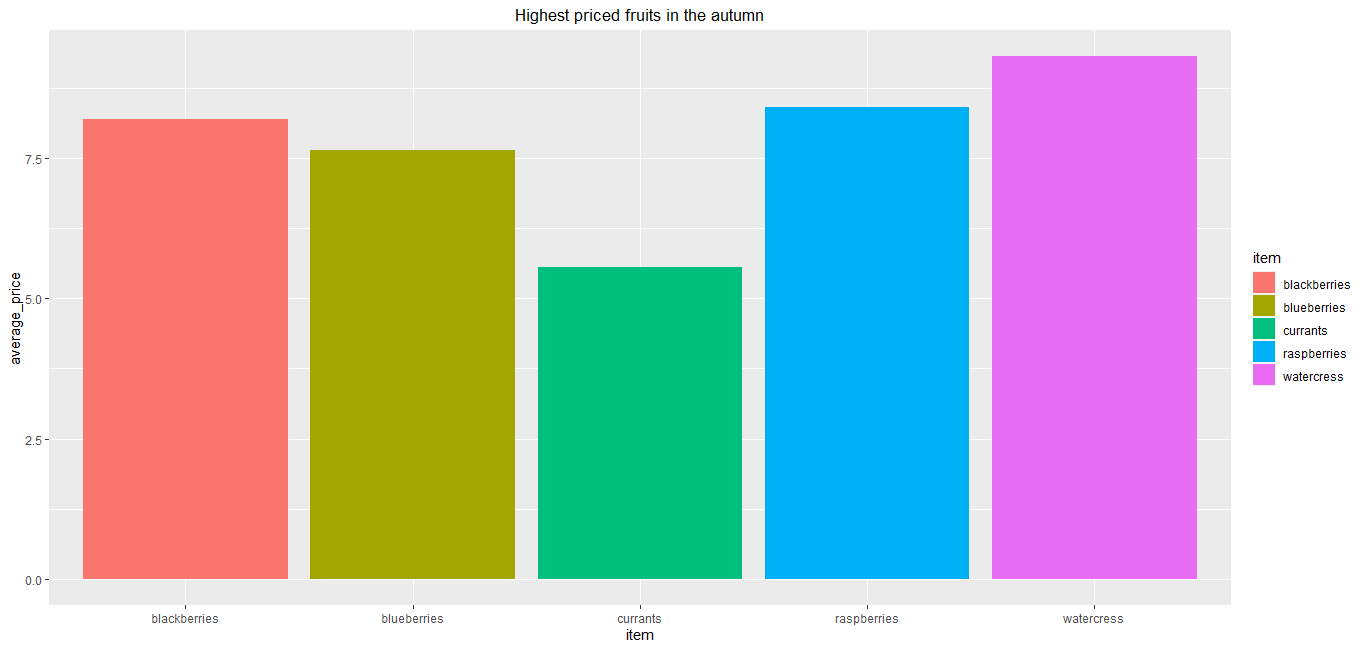 Highest priced fruits in the autumn
average_price
7.5
5.0
2.5
0.0
blackberries
blueberries
currants
raspberries
watercress
item
item
blackberries
blueberries
currants
raspberries
watercress